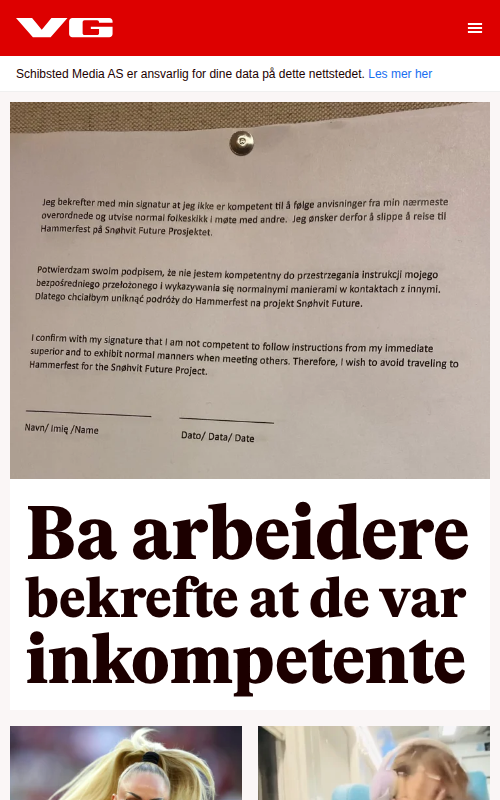 VG
Schibsted Media AS er ansvarlig for dine data på dette nettstedet. Les mer her
Jeg bekrefter med min signatur at jeg ikke er kompetent til å følge anvisninger fra min nærmeste
overordnede og utvise normal folkeskikk i møte med andre. Jeg ønsker derfor å slippe å reise til
Hammerfest på Snøhvit Future Prosjektet.
Potwierdzam swoim podpisem, że nie jestem kompetentny do przestrzegania instrukcji mojego
bezpośredniego przełożonego i wykazywania się normalnymi manierami w kontaktach z innymi.
Dlatego chciałbym uniknąć podróży do Hammerfest na projekt Snøhvit Future.
I confirm with my signature that I am not competent to follow instructions from my immediate
superior and to exhibit normal manners when meeting others. Therefore, I wish to avoid traveling to
Hammerfest for the Snøhvit Future Project.
Navn/ Imię /Name
Dato/ Data/ Date
Ba arbeidere
bekrefte at de var
inkompetente